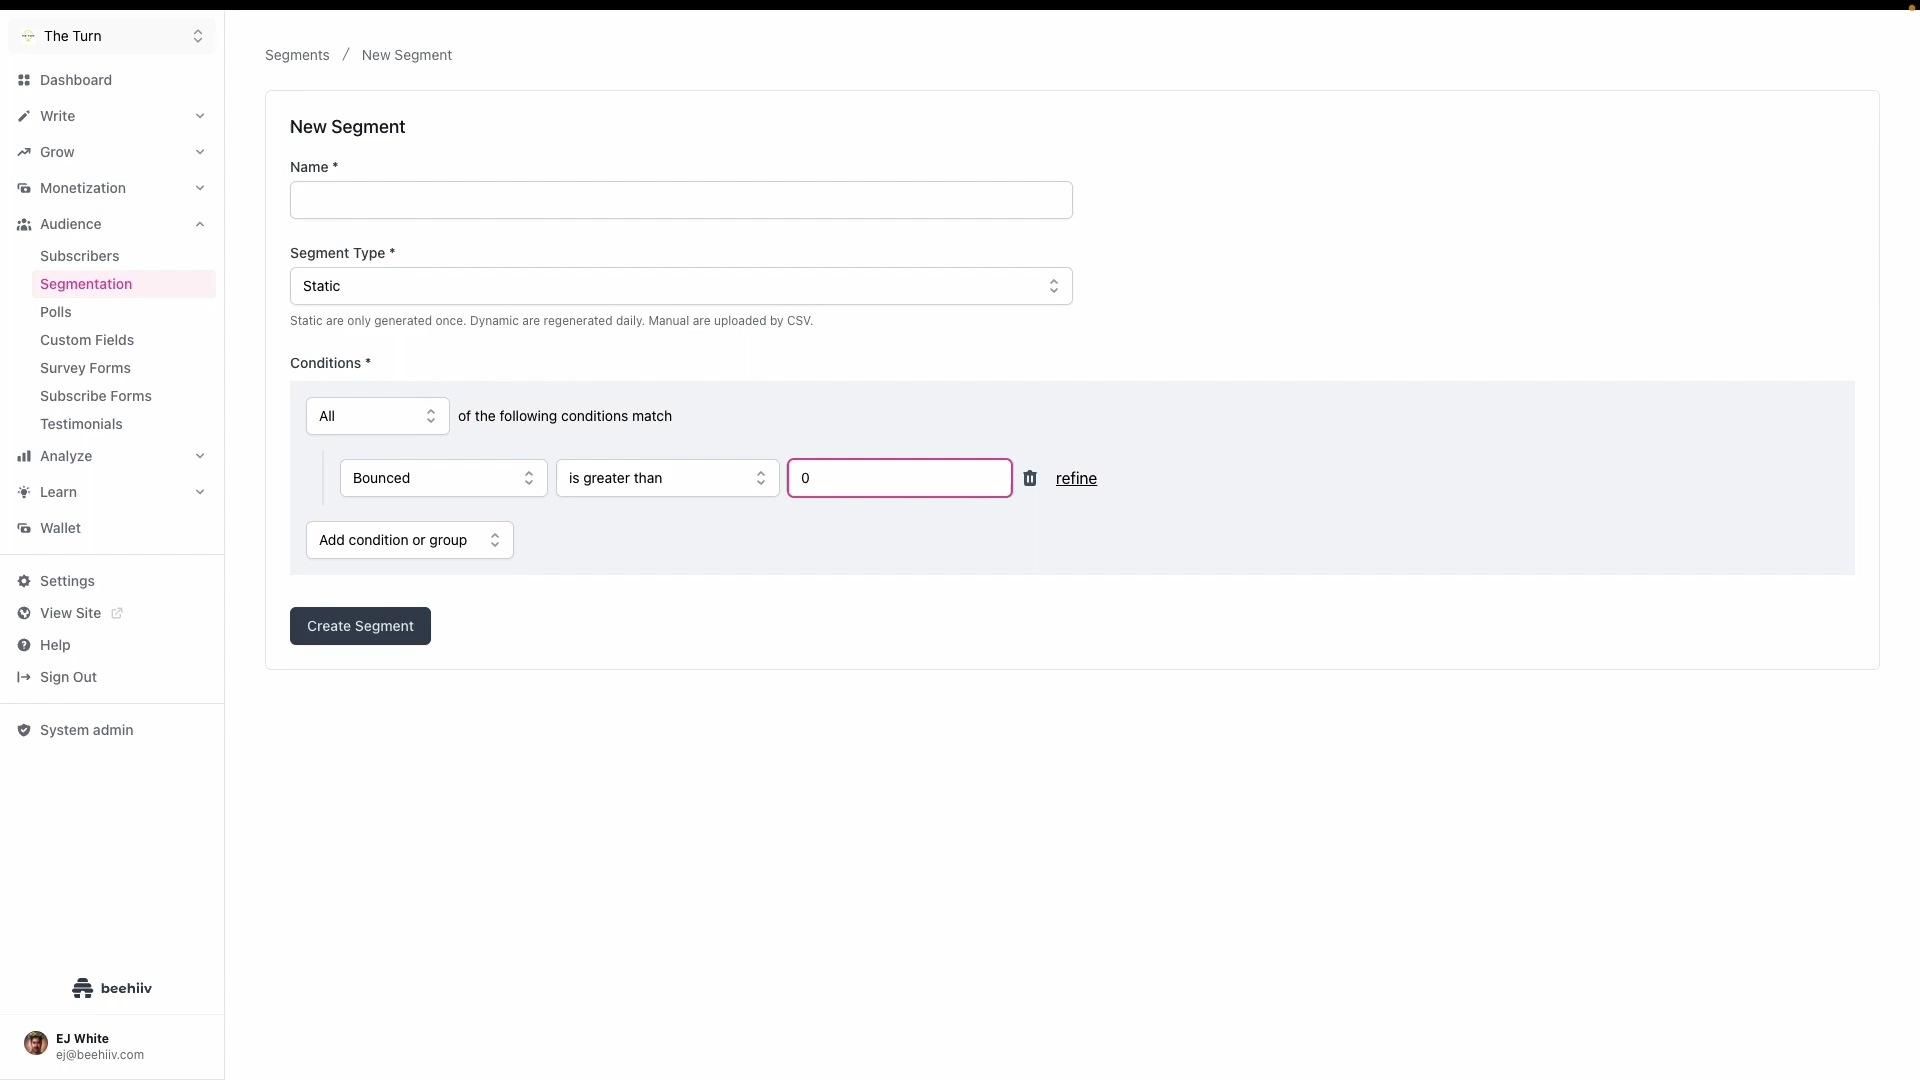 The Turn
Dashboard
Write
Grow
Monetization
Audience
Subscribers
Segmentation
Polls
Custom Fields
Survey Forms
Subscribe Forms
Testimonials
Analyze
Learn
Wallet
Settings
View Site
Help
Sign Out
System admin
beehiiv
EJ White
ej@beehiiv.com
Segments / New Segment
New Segment
Name *
Segment Type *
Static
Static are only generated once. Dynamic are regenerated daily. Manual are uploaded by CSV.
Conditions *
All of the following conditions match
Bounced is greater than 0 refine
Add condition or group
Create Segment